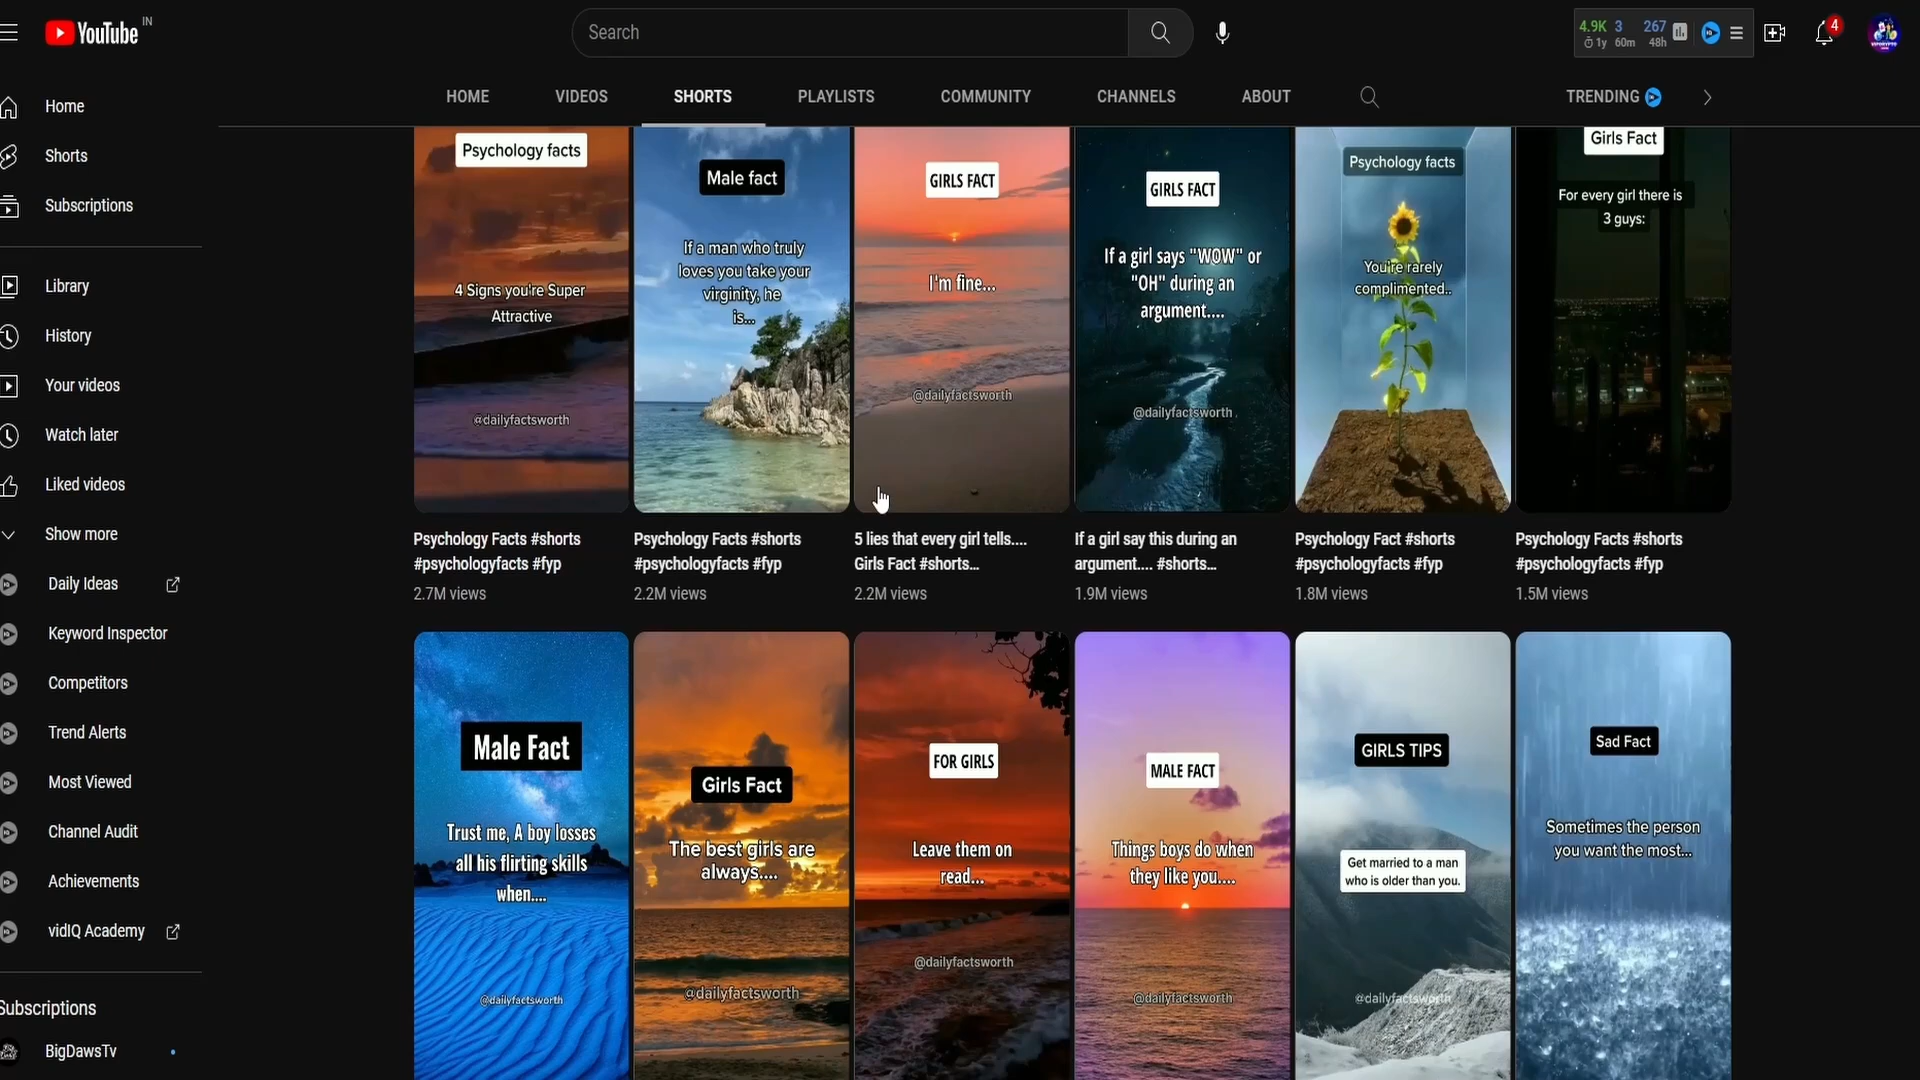 YouTube IN
Search
4.9K 3 267
1y 60m 48h
4
HOME VIDEOS SHORTS PLAYLISTS COMMUNITY CHANNELS ABOUT TRENDING
Home
Shorts
Subscriptions
Library
History
Your videos
Watch later
Liked videos
Show more
Daily Ideas
Keyword Inspector
Competitors
Trend Alerts
Most Viewed
Channel Audit
Achievements
vidIQ Academy
Subscriptions
BigDawsTv
Psychology facts
4 Signs you're Super
Attractive
@dailyfactsworth
Psychology Facts #shorts
#psychologyfacts #fyp
2.7M views
Male fact
If a man who truly
loves you take your
virginity, he
is...
Psychology Facts #shorts
#psychologyfacts #fyp
2.2M views
GIRLS FACT
I'm fine...
@dailyfactsworth
5 lies that every girl tells....
Girls Fact #shorts...
2.2M views
GIRLS FACT
If a girl says "WOW" or
"OH" during an
argument....
@dailyfactsworth
If a girl say this during an
argument.... #shorts...
1.9M views
Psychology facts
You're rarely
complimented..
Psychology Fact #shorts
#psychologyfacts #fyp
1.8M views
Girls Fact
For every girl there is
3 guys:
Psychology Facts #shorts
#psychologyfacts #fyp
1.5M views
Male Fact
Trust me, A boy losses
all his flirting skills
when....
@dailyfactsworth
Girls Fact
The best girls are
always....
@dailyfactsworth
FOR GIRLS
Leave them on
read...
@dailyfactsworth
MALE FACT
Things boys do when
they like you....
@dailyfactsworth
GIRLS TIPS
Get married to a man
who is older than you.
@dailyfactsworth
Sad Fact
Sometimes the person
you want the most...